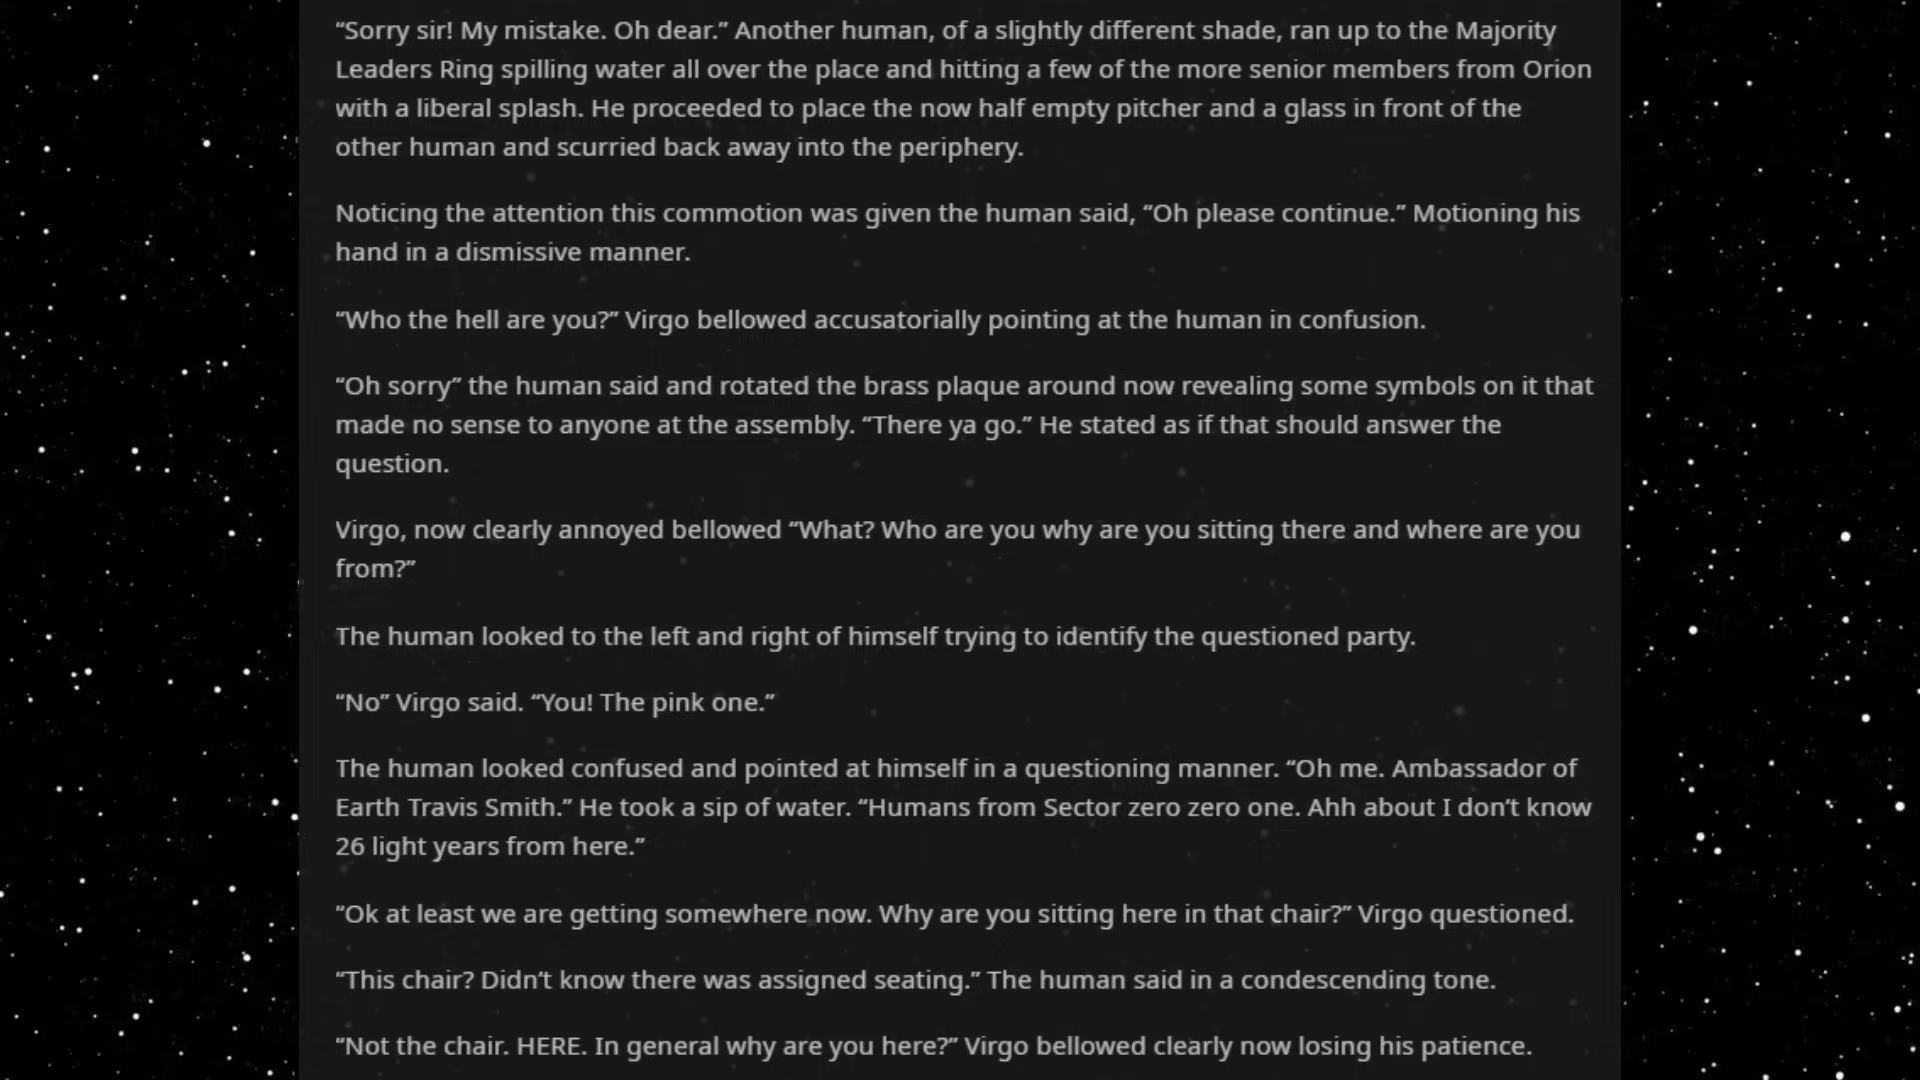 “Sorry sir! My mistake. Oh dear.” Another human, of a slightly different shade, ran up to the Majority
Leaders Ring spilling water all over the place and hitting a few of the more senior members from Orion
with a liberal splash. He proceeded to place the now half empty pitcher and a glass in front of the
other human and scurried back away into the periphery.
Noticing the attention this commotion was given the human said, “Oh please continue.” Motioning his
hand in a dismissive manner.
“Who the hell are you?” Virgo bellowed accusatorially pointing at the human in confusion.
“Oh sorry” the human said and rotated the brass plaque around now revealing some symbols on it that
made no sense to anyone at the assembly. “There ya go.” He stated as if that should answer the
question.
Virgo, now clearly annoyed bellowed “What? Who are you why are you sitting there and where are you
from?”
The human looked to the left and right of himself trying to identify the questioned party.
“No” Virgo said. “You! The pink one.”
The human looked confused and pointed at himself in a questioning manner. “Oh me. Ambassador of
Earth Travis Smith.” He took a sip of water. “Humans from Sector zero zero one. Ahh about I don’t know
26 light years from here.”
“Ok at least we are getting somewhere now. Why are you sitting here in that chair?” Virgo questioned.
“This chair? Didn’t know there was assigned seating.” The human said in a condescending tone.
“Not the chair. HERE. In general why are you here?” Virgo bellowed clearly now losing his patience.